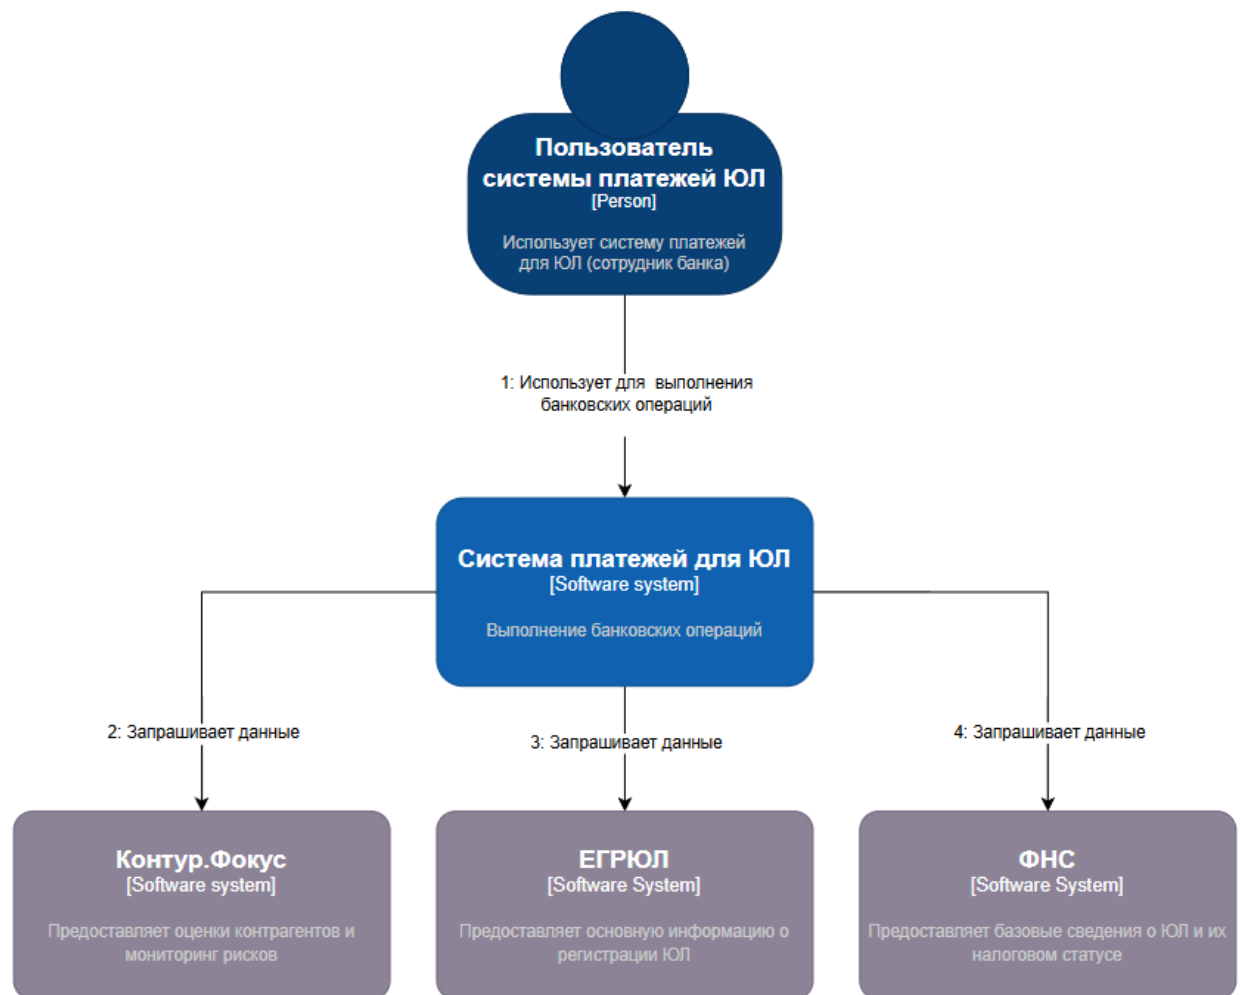 Пользователь
системы платежей ЮЛ
[Person]
Использует систему платежей
для ЮЛ (сотрудник банка)
1: Использует для выполнения
банковских операций
Система платежей для ЮЛ
[Software system]
Выполнение банковских операций
2: Запрашивает данные
3: Запрашивает данные
4: Запрашивает данные
Контур.Фокус
[Software system]
Предоставляет оценки контрагентов и
мониторинг рисков
ЕГРЮЛ
[Software System]
Предоставляет основную информацию о
регистрации ЮЛ
ФНС
[Software System]
Предоставляет базовые сведения о ЮЛ и их
налоговом статусе